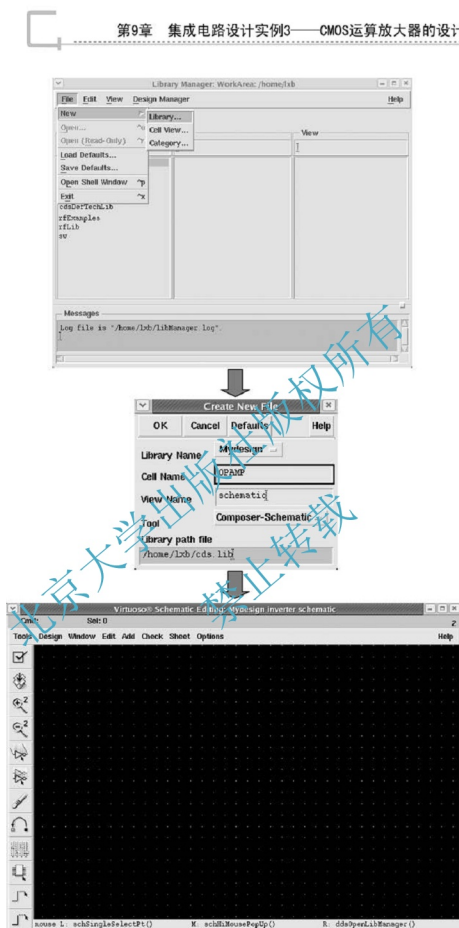 第9章 集成电路设计实例3——CMOS运算放大器的设计
Library Manager: WorkArea: /home/lxb
File Edit View Design Manager Help
New
Library...
Open... ^o
Cell View...
View
Open (Read-Only) ^r
Category...
Load Defaults...
Save Defaults...
Open Shell Window ^p
Exit ^x
cdsDefTechLib
rfExamples
rfLib
sv
Messages
Log file is "/home/lxb/libManager.log".
Create New File
OK Cancel Defaults Help
Library Name Mydesign
Cell Name OPAMP
View Name schematic
Tool Composer-Schematic
Library path file
/home/lxb/cds.lib
Virtuoso® Schematic Editing: Mydesign inverter schematic
Cmd: Sel: 0 2
Tools Design Window Edit Add Check Sheet Options Help
mouse L: schSingleSelectPt() M: schHiMousePopUp() R: ddsOpenLibManager()
北京大学出版社版权所有
禁止转载